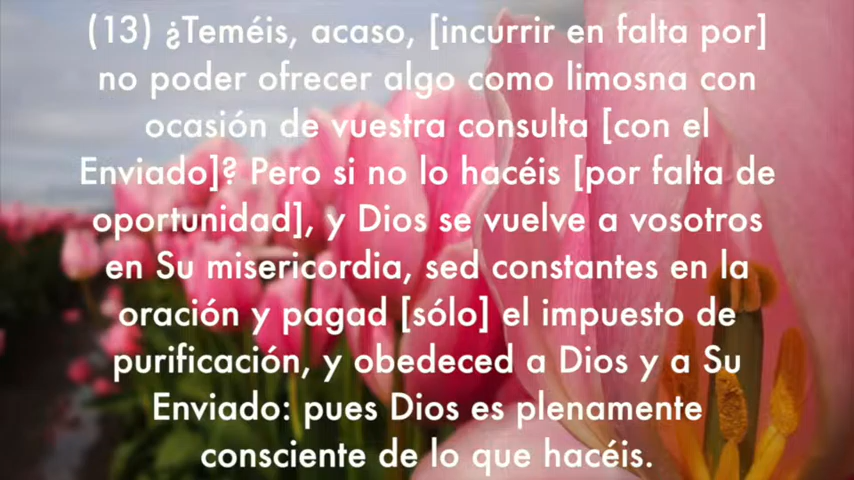 (13) ¿Teméis, acaso, [incurrir en falta por]
no poder ofrecer algo como limosna con
ocasión de vuestra consulta [con el
Enviado]? Pero si no lo hacéis [por falta de
oportunidad], y Dios se vuelve a vosotros
en Su misericordia, sed constantes en la
oración y pagad [sólo] el impuesto de
purificación, y obedeced a Dios y a Su
Enviado: pues Dios es plenamente
consciente de lo que hacéis.